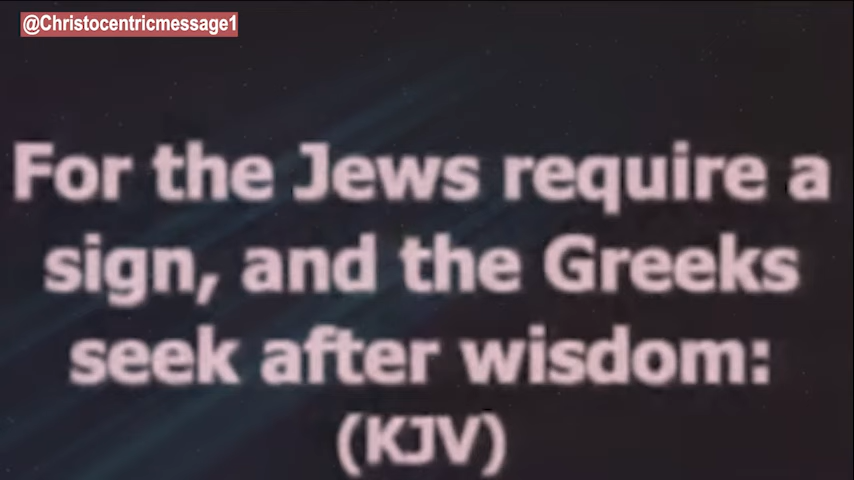 @Christocentricmessage1
For the Jews require a
sign, and the Greeks
seek after wisdom:
(KJV)